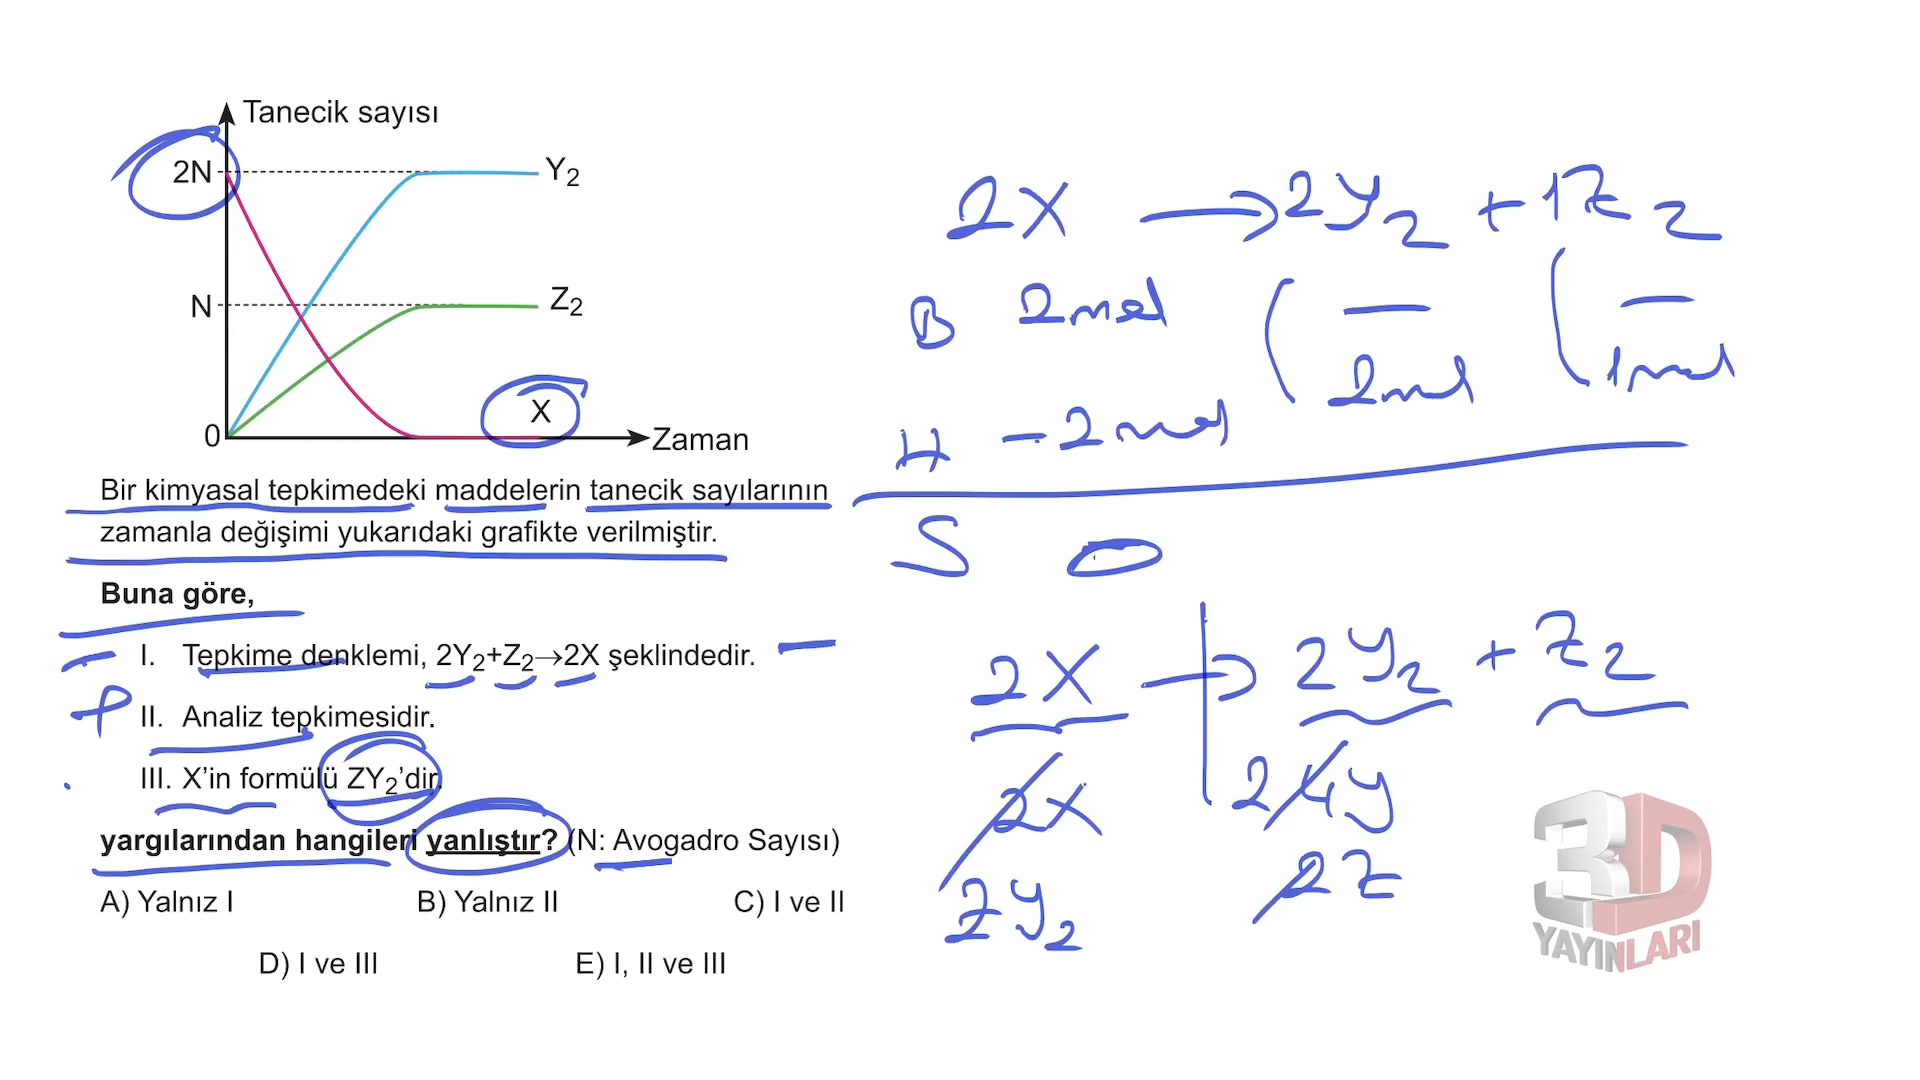 Tanecik sayısı
2N
Y₂
N
Z₂
X
0
Zaman
Bir kimyasal tepkimedeki maddelerin tanecik sayılarının
zamanla değişimi yukarıdaki grafikte verilmiştir.
Buna göre,
I. Tepkime denklemi, 2Y₂+Z₂→2X şeklindedir.
II. Analiz tepkimesidir.
III. X’in formülü ZY₂’dir.
yargılarından hangileri yanlıştır? (N: Avogadro Sayısı)
A) Yalnız I B) Yalnız II C) I ve II
D) I ve III E) I, II ve III
2X → 2Y₂ + 1Z₂
B 2mol — —
H -2mol 2mol 1mol
S 0
2X → 2Y₂ + Z₂
2X 2 4Y
ZY₂ 2Z
3D
YAYINLARI